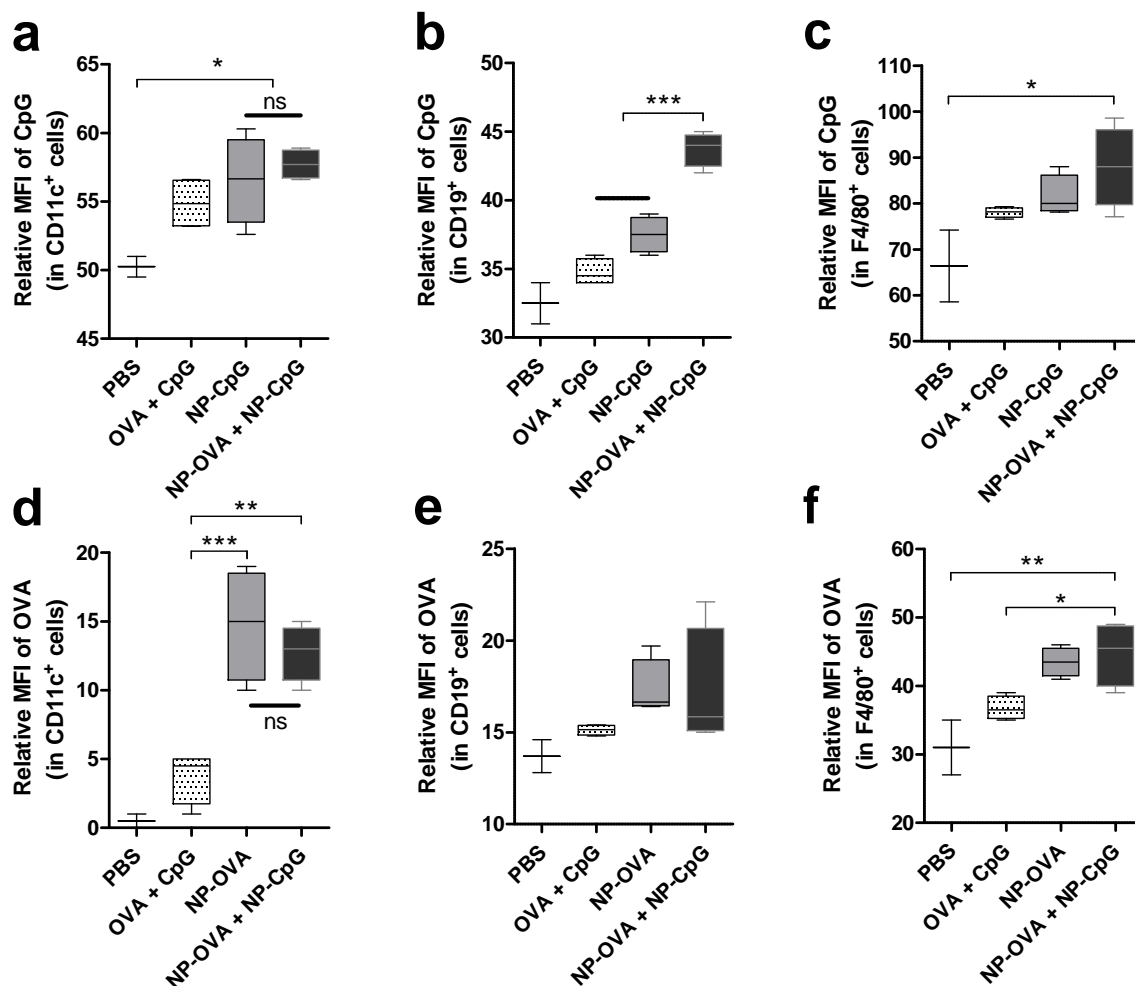 a
Relative MFI of CpG
(in CD11c⁺ cells)
65
60
55
50
45
*
ns
PBS
OVA + CpG
NP-CpG
NP-OVA + NP-CpG
b
Relative MFI of CpG
(in CD19⁺ cells)
50
45
40
35
30
***
PBS
OVA + CpG
NP-CpG
NP-OVA + NP-CpG
c
Relative MFI of CpG
(in F4/80⁺ cells)
110
100
90
80
70
60
50
*
PBS
OVA + CpG
NP-CpG
NP-OVA + NP-CpG
d
Relative MFI of OVA
(in CD11c⁺ cells)
20
15
10
5
0
**
***
ns
PBS
OVA + CpG
NP-OVA
NP-OVA + NP-CpG
e
Relative MFI of OVA
(in CD19⁺ cells)
25
20
15
10
PBS
OVA + CpG
NP-OVA
NP-OVA + NP-CpG
f
Relative MFI of OVA
(in F4/80⁺ cells)
60
50
40
30
20
**
*
PBS
OVA + CpG
NP-OVA
NP-OVA + NP-CpG